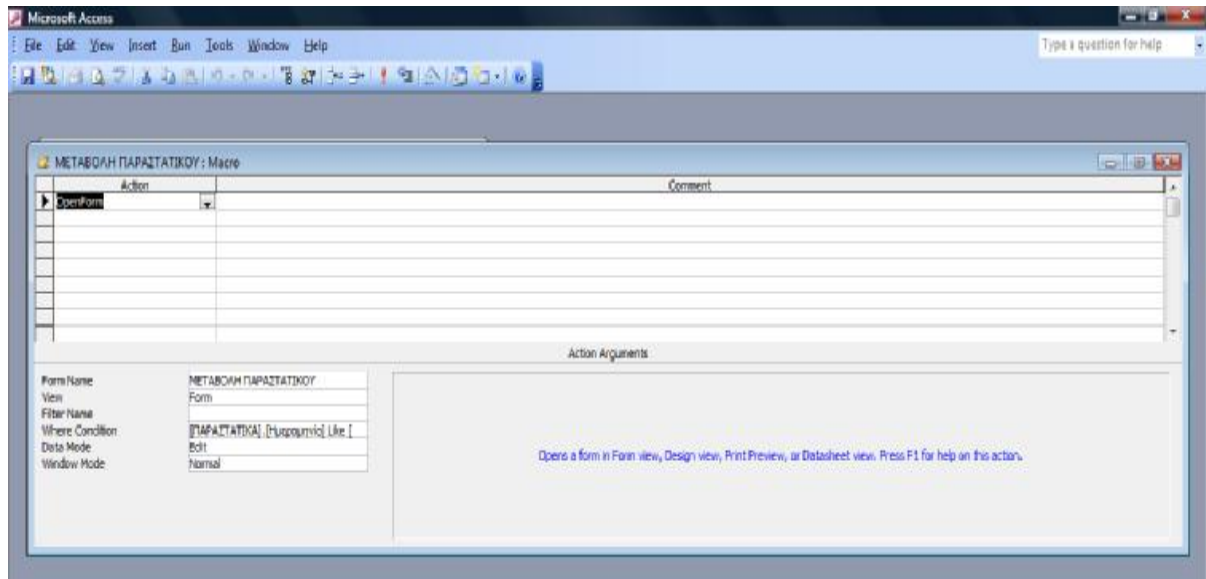 Microsoft Access
File Edit View Insert Run Tools Window Help
Type a question for help
ΜΕΤΑΒΟΛΗ ΠΑΡΑΣΤΑΤΙΚΟΥ : Macro
Action Comment
OpenForm
Action Arguments
Form Name ΜΕΤΑΒΟΛΗ ΠΑΡΑΣΤΑΤΙΚΟΥ
View Form
Filter Name
Where Condition [ΠΑΡΑΣΤΑΤΙΚΑ].[Ημερομηνία] Like [
Data Mode Edit
Window Mode Normal
Opens a form in Form view, Design view, Print Preview, or Datasheet view. Press F1 for help on this action.